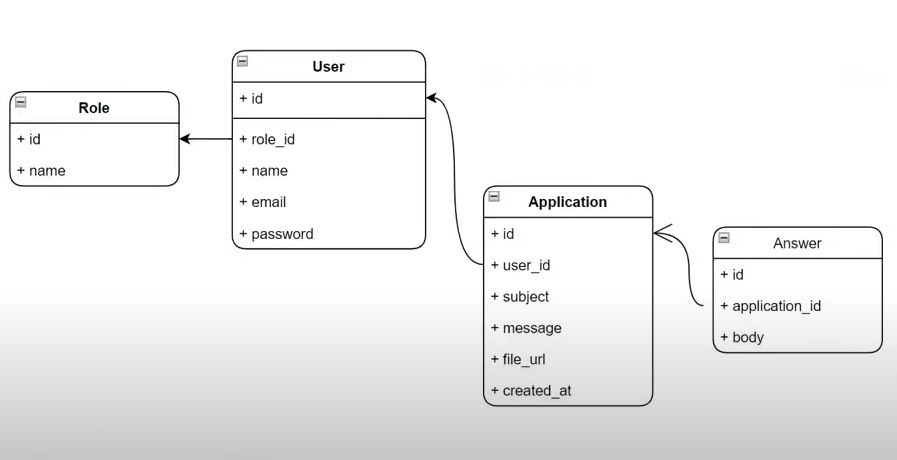 Role
+ id
+ name
User
+ id
+ role_id
+ name
+ email
+ password
Application
+ id
+ user_id
+ subject
+ message
+ file_url
+ created_at
Answer
+ id
+ application_id
+ body